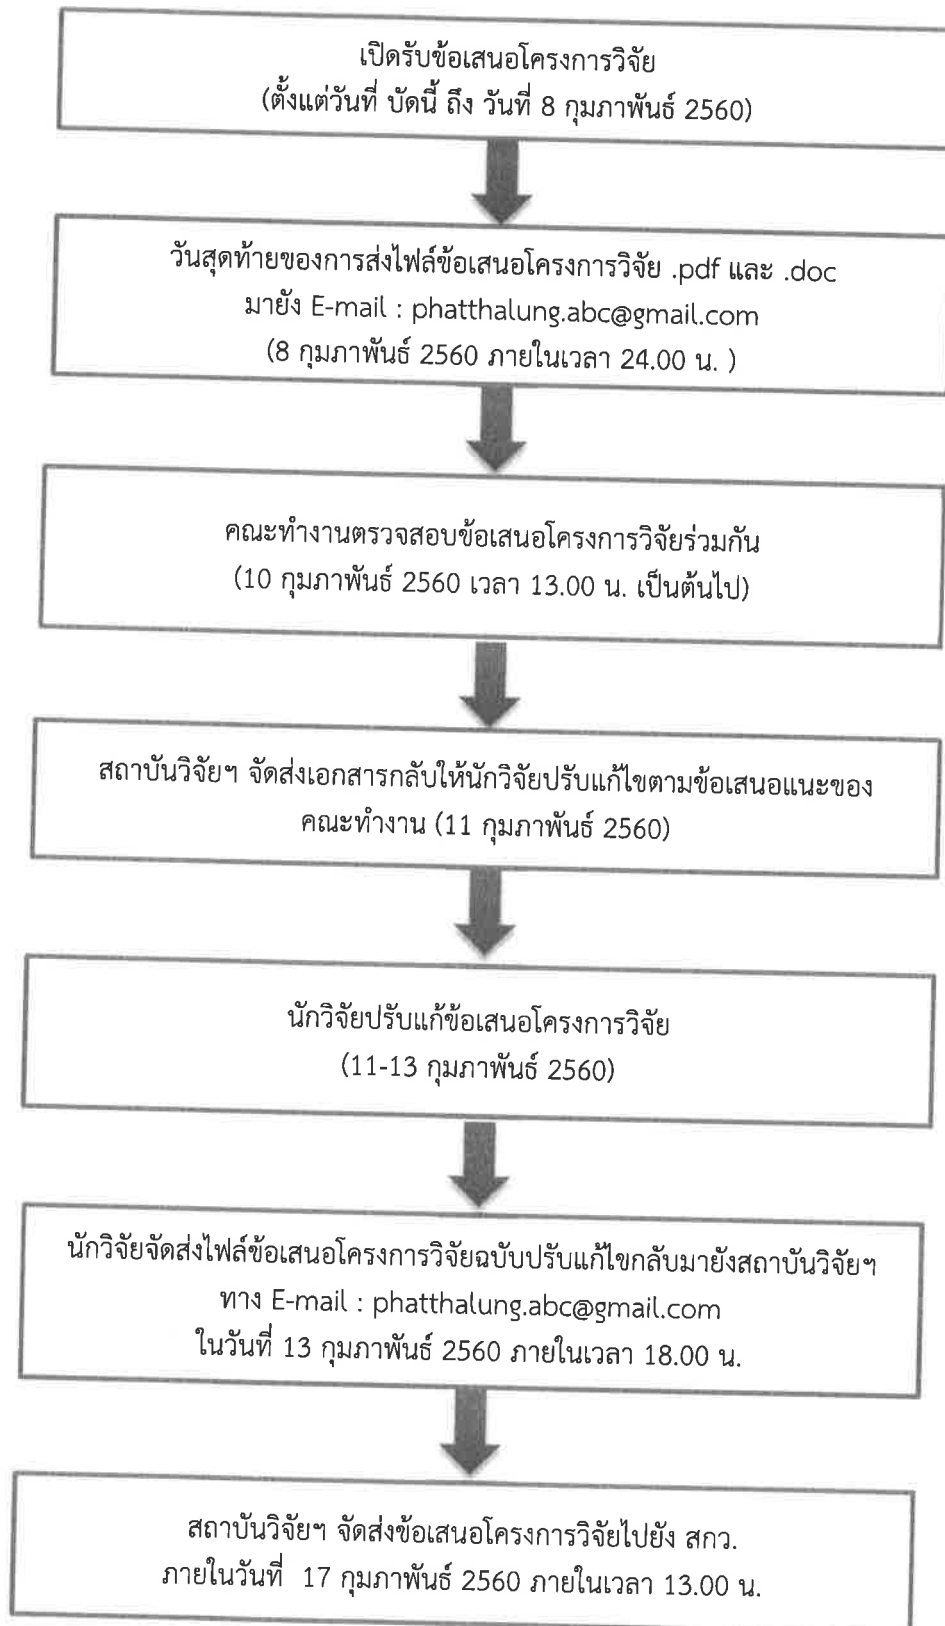 เปิดรับข้อเสนอโครงการวิจัย
(ตั้งแต่วันที่ บัดนี้ ถึง วันที่ 8 กุมภาพันธ์ 2560)
วันสุดท้ายของการส่งไฟล์ข้อเสนอโครงการวิจัย .pdf และ .doc
มายัง E-mail : phatthalung.abc@gmail.com
(8 กุมภาพันธ์ 2560 ภายในเวลา 24.00 น. )
คณะทำงานตรวจสอบข้อเสนอโครงการวิจัยร่วมกัน
(10 กุมภาพันธ์ 2560 เวลา 13.00 น. เป็นต้นไป)
สถาบันวิจัยฯ จัดส่งเอกสารกลับให้นักวิจัยปรับแก้ไขตามข้อเสนอแนะของ
คณะทำงาน (11 กุมภาพันธ์ 2560)
นักวิจัยปรับแก้ข้อเสนอโครงการวิจัย
(11-13 กุมภาพันธ์ 2560)
นักวิจัยจัดส่งไฟล์ข้อเสนอโครงการวิจัยฉบับปรับแก้ไขกลับมายังสถาบันวิจัยฯ
ทาง E-mail : phatthalung.abc@gmail.com
ในวันที่ 13 กุมภาพันธ์ 2560 ภายในเวลา 18.00 น.
สถาบันวิจัยฯ จัดส่งข้อเสนอโครงการวิจัยไปยัง สกว.
ภายในวันที่ 17 กุมภาพันธ์ 2560 ภายในเวลา 13.00 น.